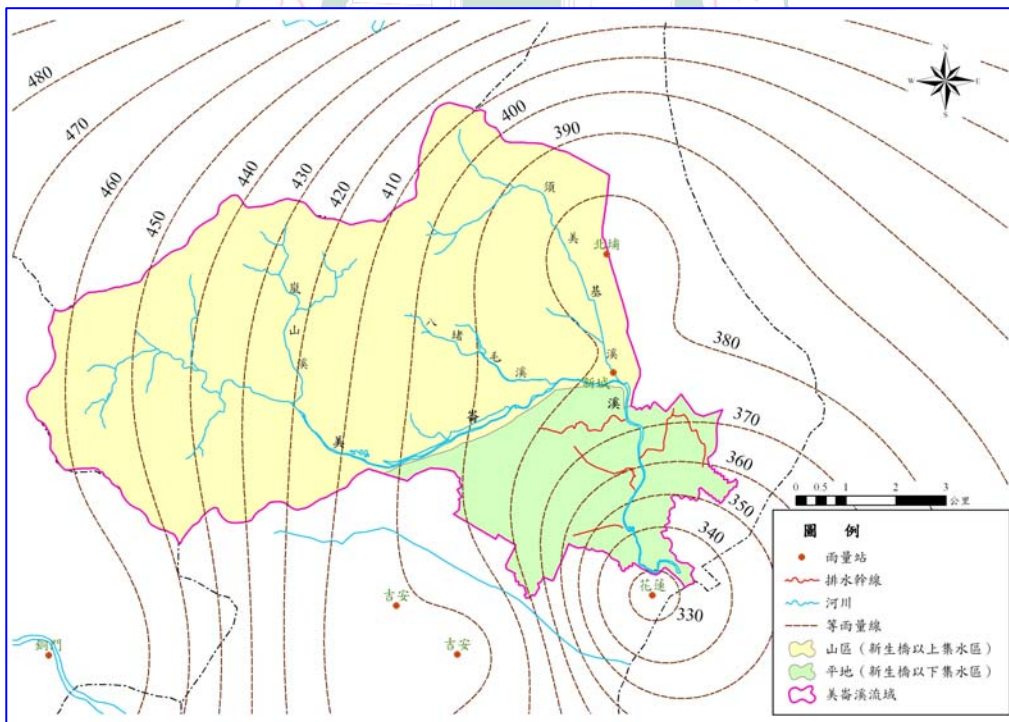 N
W E
S
480
470
460
450
440
430
420
410
400
390
380
370
360
350
340
330
須
美
基
溪
北埔
嵐
山
溪
八
堵
毛
溪
新城
美
崙
溪
花蓮
吉安
吉安
銅門
0 0.5 1 2 3
公里
圖 例
雨量站
排水幹線
河川
等雨量線
山區(新生橋以上集水區)
平地(新生橋以下集水區)
美崙溪流域